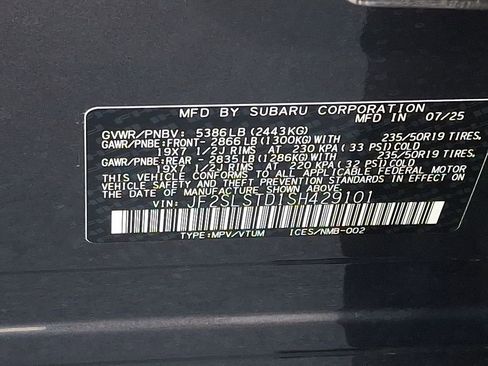 MFD BY SUBARU CORPORATION
MFD IN 07/25
GVWR/PNBV: 5386LB (2443KG)
GAWR/PNBE:FRONT- 2866LB (1300KG)WITH 235/50R19 TIRES,
19X7 1/2J RIMS AT 230 KPA (33 PSI)COLD
GAWR/PNBE:REAR - 2835LB (1286KG)WITH 235/50R19 TIRES,
19X7 1/2J RIMS AT 220 KPA (32 PSI)COLD
THIS VEHICLE CONFORMS TO ALL APPLICABLE FEDERAL MOTOR
VEHICLE SAFETY AND THEFT PREVENTION STANDARDS IN EFFECT ON
THE DATE OF MANUFACTURE SHOWN ABOVE.
VIN: JF2SLSTD1SH429101
TYPE:MPV/VTUM ICES/NMB-002